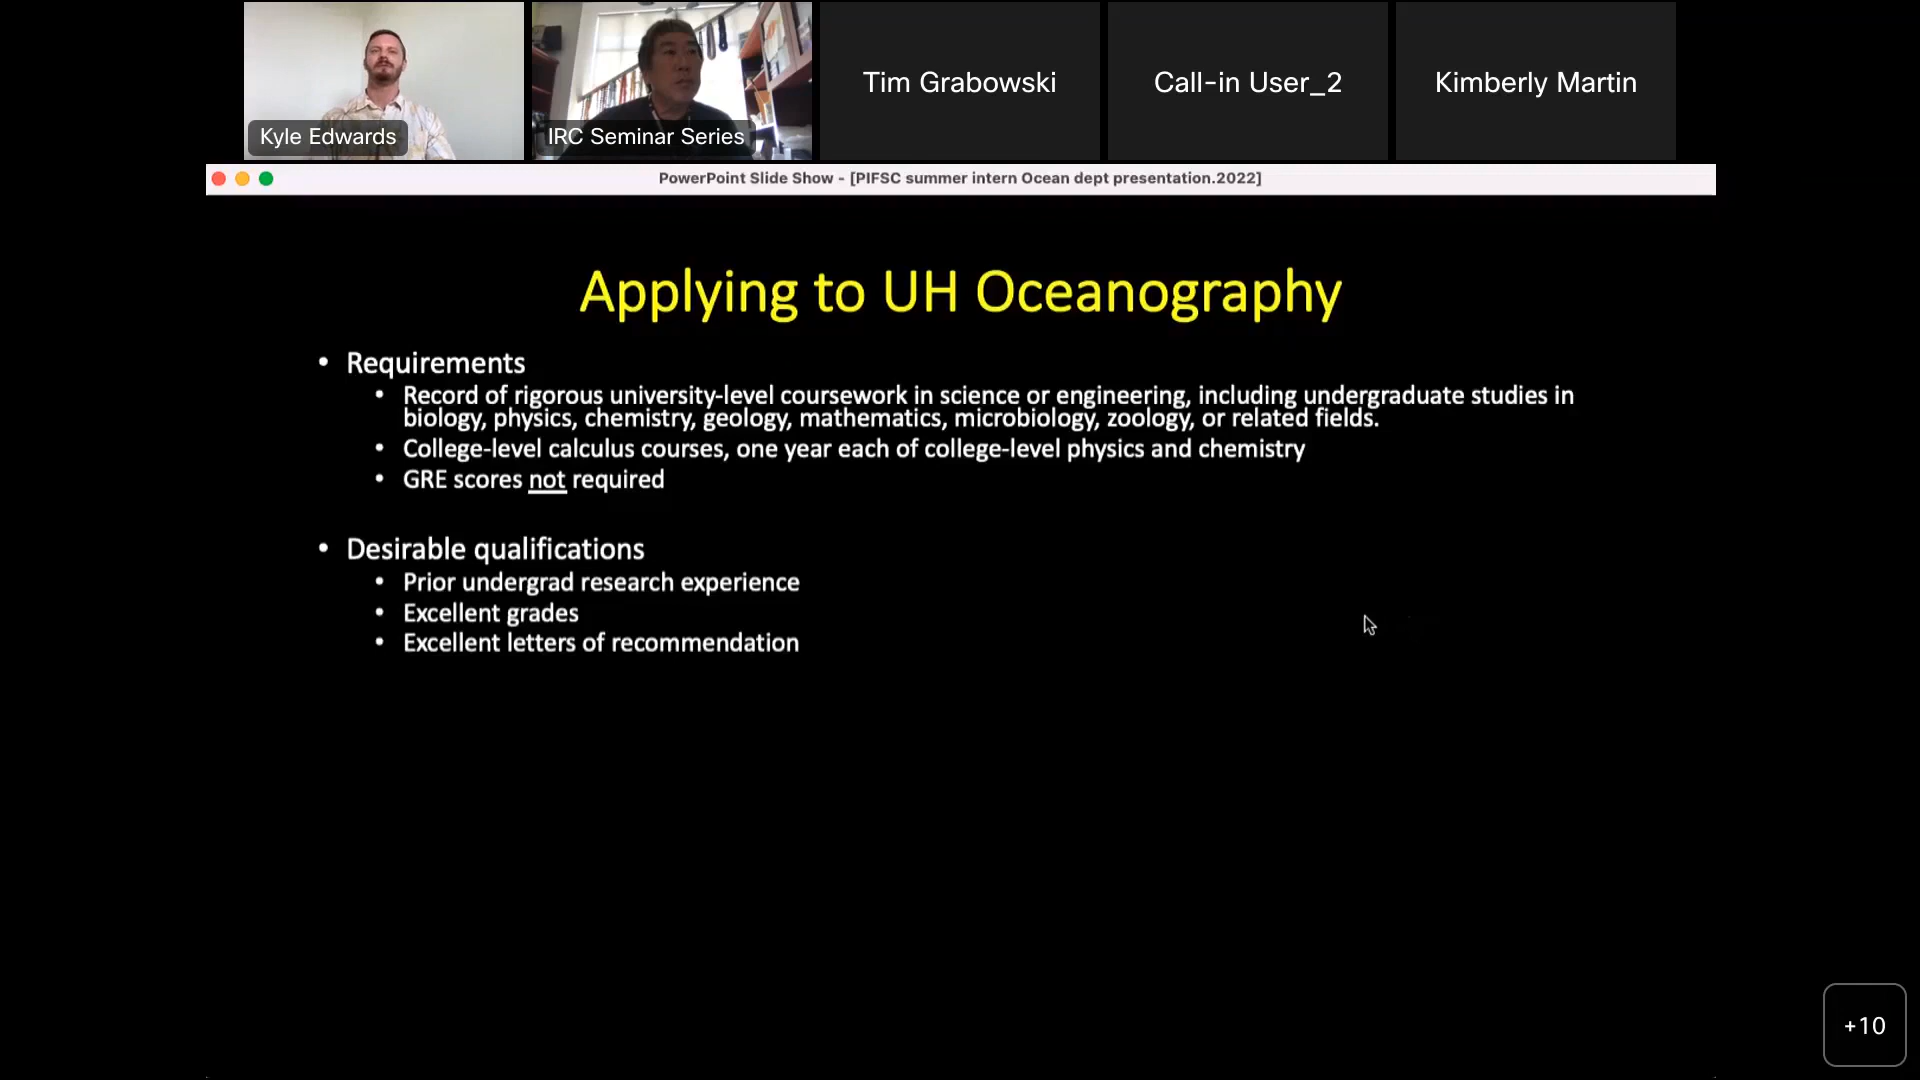 Kyle Edwards
IRC Seminar Series
Tim Grabowski
Call-in User_2
Kimberly Martin
PowerPoint Slide Show - [PIFSC summer intern Ocean dept presentation.2022]
Applying to UH Oceanography
• Requirements
• Record of rigorous university-level coursework in science or engineering, including undergraduate studies in
biology, physics, chemistry, geology, mathematics, microbiology, zoology, or related fields.
• College-level calculus courses, one year each of college-level physics and chemistry
• GRE scores not required
• Desirable qualifications
• Prior undergrad research experience
• Excellent grades
• Excellent letters of recommendation
+10